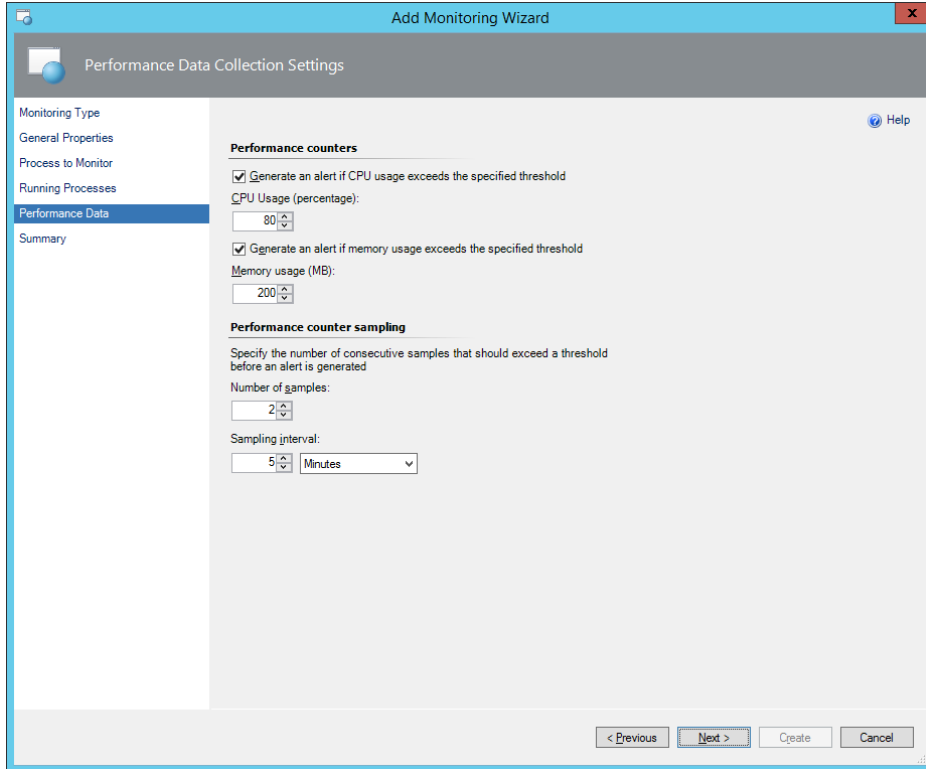 Add Monitoring Wizard
x
Performance Data Collection Settings
Monitoring Type
General Properties
Process to Monitor
Running Processes
Performance Data
Summary
Help
Performance counters
Generate an alert if CPU usage exceeds the specified threshold
CPU Usage (percentage):
80
Generate an alert if memory usage exceeds the specified threshold
Memory usage (MB):
200
Performance counter sampling
Specify the number of consecutive samples that should exceed a threshold
before an alert is generated
Number of samples:
2
Sampling interval:
5 Minutes
< Previous Next > Create Cancel